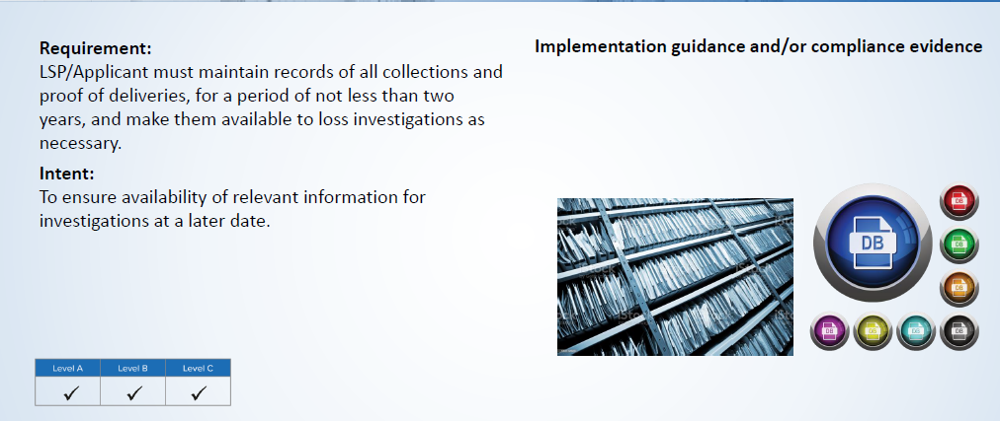 Requirement:
LSP/Applicant must maintain records of all collections and
proof of deliveries, for a period of not less than two
years, and make them available to loss investigations as
necessary.
Intent:
To ensure availability of relevant information for
investigations at a later date.
Level A Level B Level C
Implementation guidance and/or compliance evidence
iStock
DB
DB
DB
DB
DB
DB
DB
DB